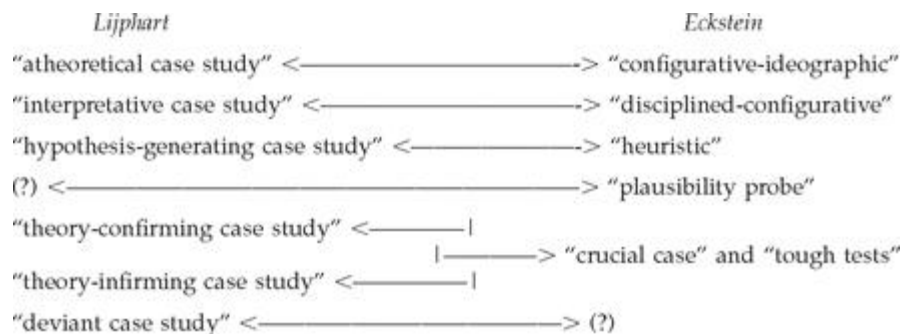 Lijphart Eckstein
“atheoretical case study” <——————————> “configurative-ideographic”
“interpretative case study” <——————————> “disciplined-configurative”
“hypothesis-generating case study” <——————> “heuristic”
(?) <————————————————————> “plausibility probe”
“theory-confirming case study” <————|
|————> “crucial case” and “tough tests”
“theory-infirming case study” <————|
“deviant case study” <————————————> (?)